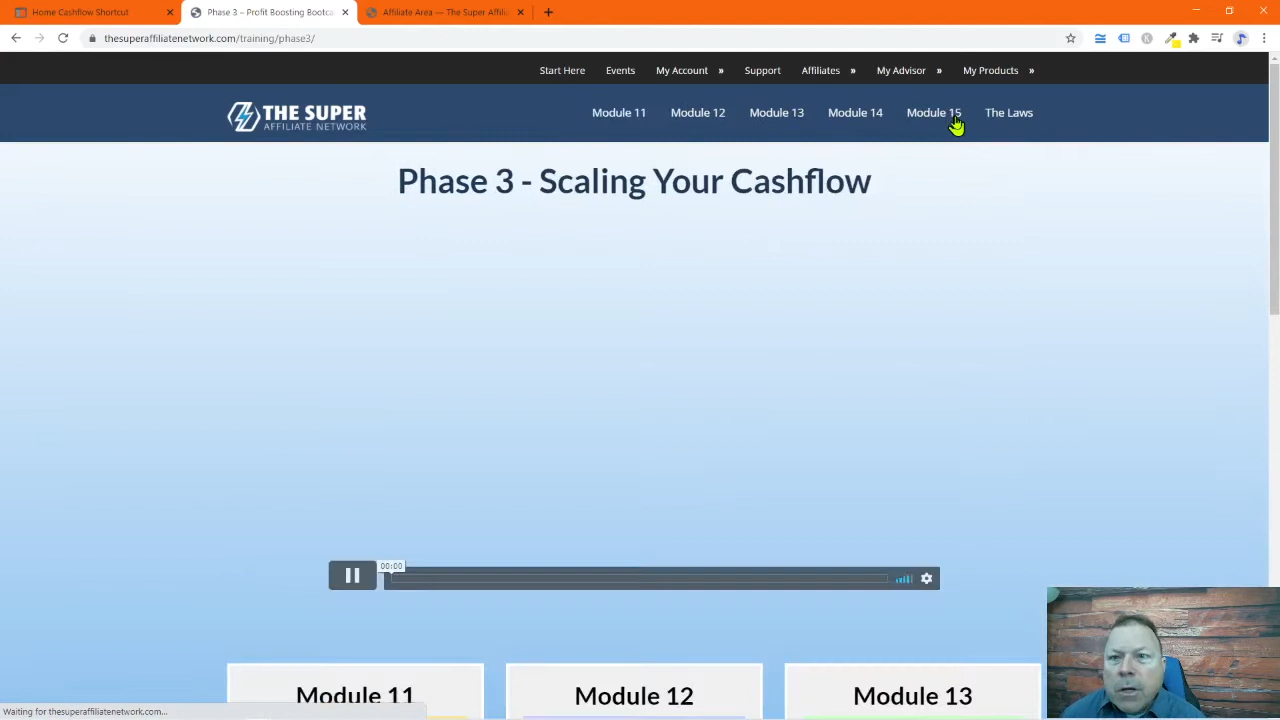 Home Cashflow Shortcut
Phase 3 – Profit Boosting Bootca
Affiliate Area — The Super Affilia
thesuperaffiliatenetwork.com/training/phase3/
Start Here Events My Account » Support Affiliates » My Advisor » My Products »
THE SUPER
AFFILIATE NETWORK
Module 11 Module 12 Module 13 Module 14 Module 15 The Laws
Phase 3 - Scaling Your Cashflow
00:00
Module 11 Module 12 Module 13
Waiting for thesuperaffiliatenetwork.com...